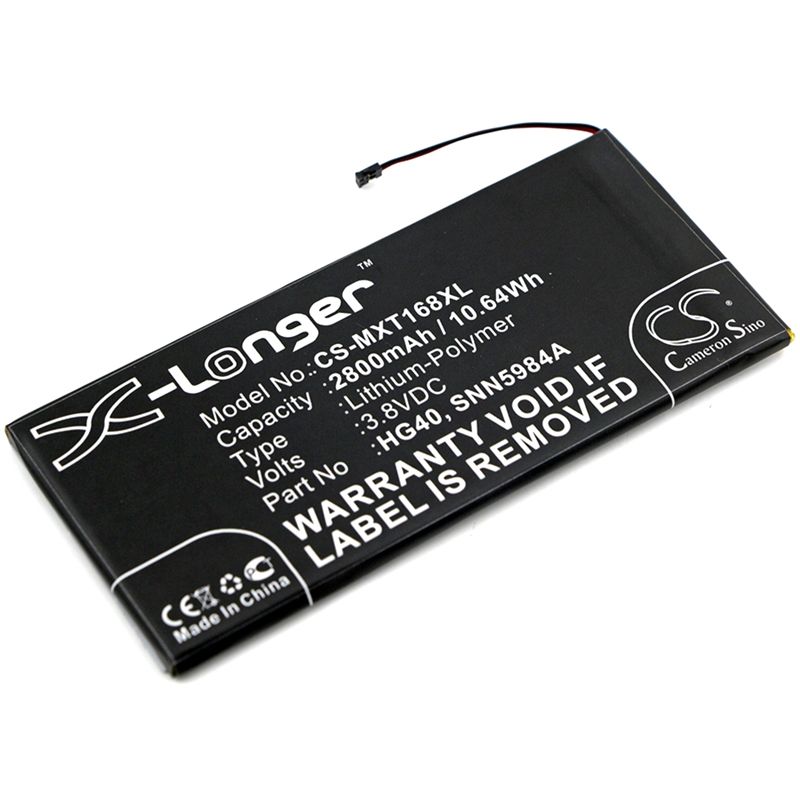 X-Longer™
Model No.: CS-MXT168XL
Capacity : 2800mAh / 10.64Wh
Type : Lithium-Polymer
Volts : 3.8VDC
Part No : HG40, SNN5984A
WARRANTY VOID IF
LABEL IS REMOVED
CS
Cameron Sino
CE
Made in China